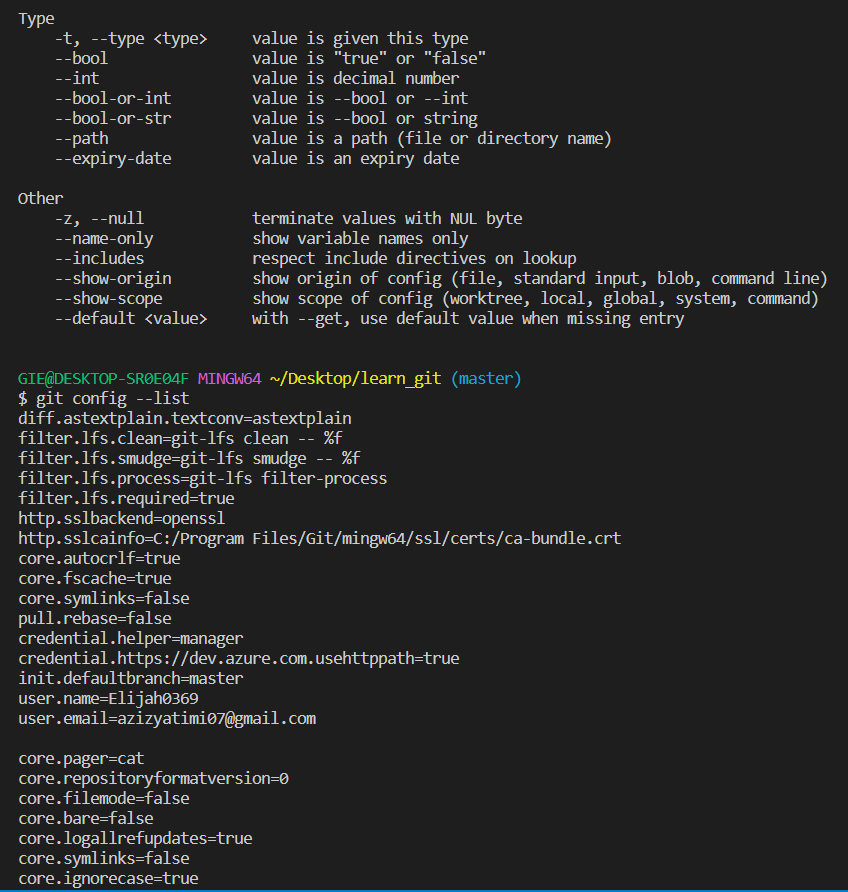 Type
    -t, --type <type>     value is given this type
    --bool                value is "true" or "false"
    --int                 value is decimal number
    --bool-or-int         value is --bool or --int
    --bool-or-str         value is --bool or string
    --path                value is a path (file or directory name)
    --expiry-date         value is an expiry date

Other
    -z, --null            terminate values with NUL byte
    --name-only           show variable names only
    --includes            respect include directives on lookup
    --show-origin         show origin of config (file, standard input, blob, command line)
    --show-scope          show scope of config (worktree, local, global, system, command)
    --default <value>     with --get, use default value when missing entry

GIE@DESKTOP-SR0E04F MINGW64 ~/Desktop/learn_git (master)
$ git config --list
diff.astextplain.textconv=astextplain
filter.lfs.clean=git-lfs clean -- %f
filter.lfs.smudge=git-lfs smudge -- %f
filter.lfs.process=git-lfs filter-process
filter.lfs.required=true
http.sslbackend=openssl
http.sslcainfo=C:/Program Files/Git/mingw64/ssl/certs/ca-bundle.crt
core.autocrlf=true
core.fscache=true
core.symlinks=false
pull.rebase=false
credential.helper=manager
credential.https://dev.azure.com.usehttppath=true
init.defaultbranch=master
user.name=Elijah0369
user.email=azizyatimi07@gmail.com

core.pager=cat
core.repositoryformatversion=0
core.filemode=false
core.bare=false
core.logallrefupdates=true
core.symlinks=false
core.ignorecase=true